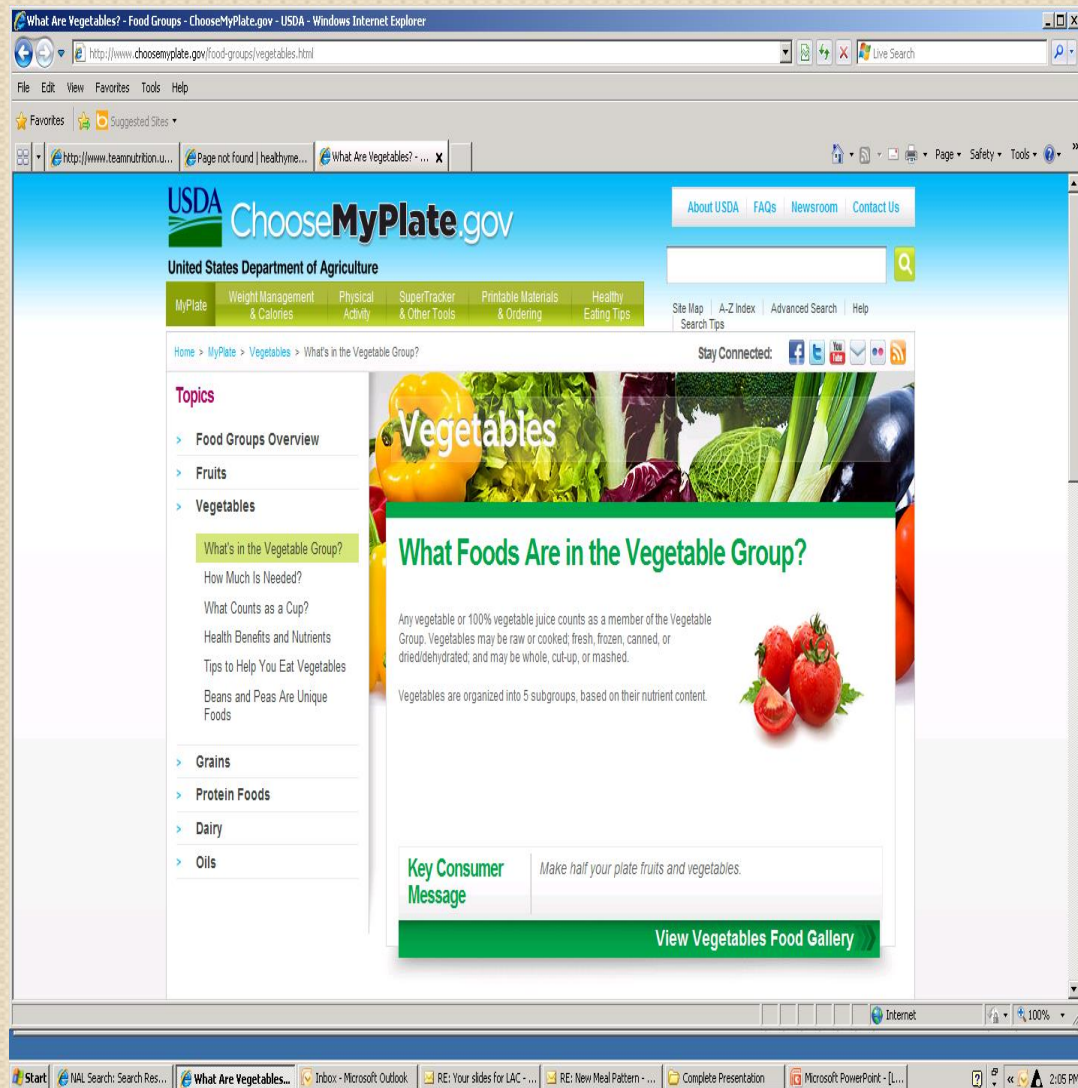 What Are Vegetables? - Food Groups - ChooseMyPlate.gov - USDA - Windows Internet Explorer
http://www.choosemyplate.gov/food-groups/vegetables.html
Live Search
File Edit View Favorites Tools Help
Favorites Suggested Sites
http://www.teamnutrition.u... Page not found | healthyme... What Are Vegetables? - ... X Page Safety Tools
USDA ChooseMyPlate.gov
About USDA FAQs Newsroom Contact Us
United States Department of Agriculture
MyPlate
Weight Management
& Calories
Physical
Activity
SuperTracker
& Other Tools
Printable Materials
& Ordering
Healthy
Eating Tips
Site Map A-Z Index Advanced Search Help
Search Tips
Home > MyPlate > Vegetables > What's in the Vegetable Group?
Stay Connected:
Topics
> Food Groups Overview
> Fruits
> Vegetables
What's in the Vegetable Group?
How Much Is Needed?
What Counts as a Cup?
Health Benefits and Nutrients
Tips to Help You Eat Vegetables
Beans and Peas Are Unique
Foods
> Grains
> Protein Foods
> Dairy
> Oils
Vegetables
What Foods Are in the Vegetable Group?
Any vegetable or 100% vegetable juice counts as a member of the Vegetable
Group. Vegetables may be raw or cooked; fresh, frozen, canned, or
dried/dehydrated; and may be whole, cut-up, or mashed.
Vegetables are organized into 5 subgroups, based on their nutrient content.
Key Consumer
Message
Make half your plate fruits and vegetables.
View Vegetables Food Gallery
Internet
100%
Start NAL Search: Search Res... What Are Vegetables... Inbox - Microsoft Outlook RE: Your slides for LAC - ... RE: New Meal Pattern - ... Complete Presentation Microsoft PowerPoint - [L... 2:05 PM